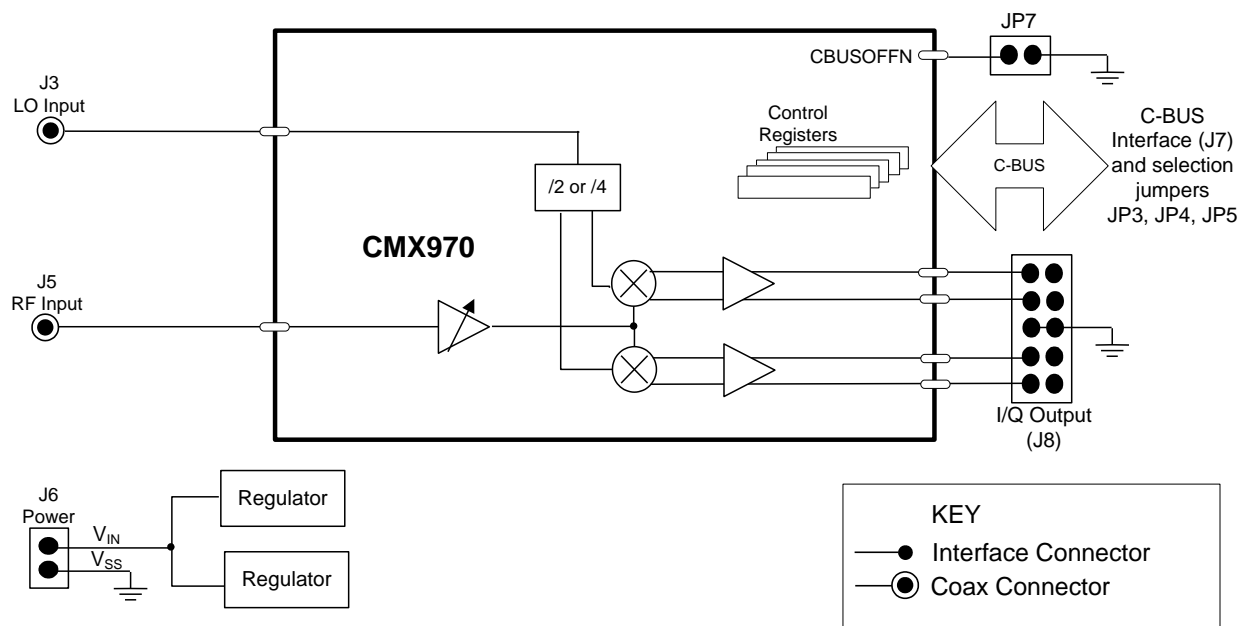 JP7
CBUSOFFN
J3
LO Input
Control
Registers
C-BUS
C-BUS
Interface (J7)
and selection
jumpers
JP3, JP4, JP5
/2 or /4
CMX970
J5
RF Input
I/Q Output
(J8)
J6
Power
VIN
VSS
Regulator
Regulator
KEY
Interface Connector
Coax Connector